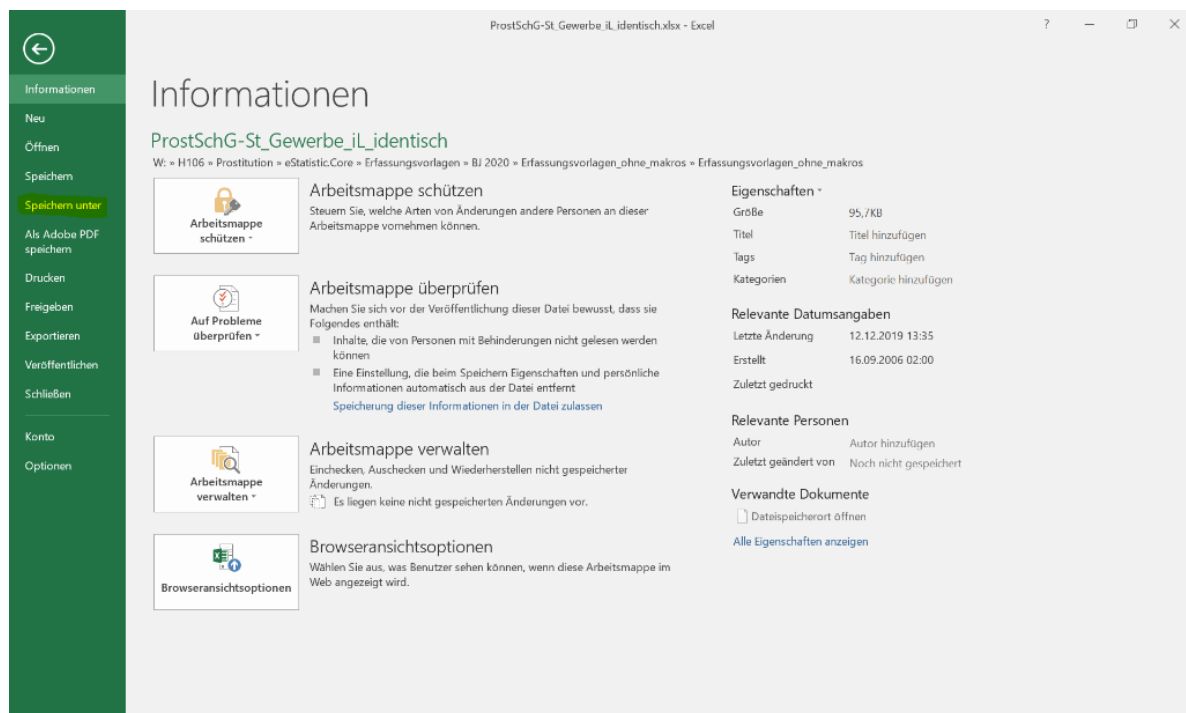 ProstSchG-St_Gewerbe_iL_identisch.xlsx - Excel
?
Informationen
Neu
Öffnen
Speichern
Speichern unter
Als Adobe PDF
speichern
Drucken
Freigeben
Exportieren
Veröffentlichen
Schließen
Konto
Optionen
Informationen
ProstSchG-St_Gewerbe_iL_identisch
W: » H106 » Prostitution » eStatistic.Core » Erfassungsvorlagen » BJ 2020 » Erfassungsvorlagen_ohne_makros » Erfassungsvorlagen_ohne_makros
Arbeitsmappe
schützen
Arbeitsmappe schützen
Steuern Sie, welche Arten von Änderungen andere Personen an dieser
Arbeitsmappe vornehmen können.
Auf Probleme
überprüfen
Arbeitsmappe überprüfen
Machen Sie sich vor der Veröffentlichung dieser Datei bewusst, dass sie
Folgendes enthält:
Inhalte, die von Personen mit Behinderungen nicht gelesen werden
können
Eine Einstellung, die beim Speichern Eigenschaften und persönliche
Informationen automatisch aus der Datei entfernt
Speicherung dieser Informationen in der Datei zulassen
Arbeitsmappe
verwalten
Arbeitsmappe verwalten
Einchecken, Auschecken und Wiederherstellen nicht gespeicherter
Änderungen.
Es liegen keine nicht gespeicherten Änderungen vor.
Browseransichtsoptionen
Browseransichtsoptionen
Wählen Sie aus, was Benutzer sehen können, wenn diese Arbeitsmappe im
Web angezeigt wird.
Eigenschaften
Größe 95,7KB
Titel Titel hinzufügen
Tags Tag hinzufügen
Kategorien Kategorie hinzufügen
Relevante Datumsangaben
Letzte Änderung 12.12.2019 13:35
Erstellt 16.09.2006 02:00
Zuletzt gedruckt
Relevante Personen
Autor Autor hinzufügen
Zuletzt geändert von Noch nicht gespeichert
Verwandte Dokumente
Dateispeicherort öffnen
Alle Eigenschaften anzeigen